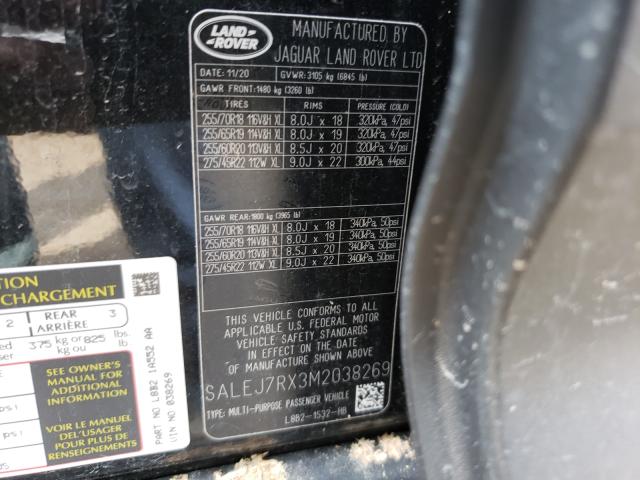 LAND ROVER
MANUFACTURED BY
JAGUAR LAND ROVER LTD
DATE: 11/20 GVWR: 3105 kg (6845 lb)
GAWR FRONT: 1480 kg (3260 lb)
TIRES RIMS PRESSURE (COLD)
255/70R18 116V&H XL 8.0J x 18 320kPa, 47psi
255/65R19 114V&H XL 8.0J x 19 320kPa, 47psi
255/60R20 113V&H XL 8.5J x 20 320kPa, 47psi
275/45R22 112W XL 9.0J x 22 300kPa, 44psi
GAWR REAR: 1800 kg (3965 lb)
255/70R18 116V&H XL 8.0J x 18 340kPa, 50psi
255/65R19 114V&H XL 8.0J x 19 340kPa, 50psi
255/60R20 113V&H XL 8.5J x 20 340kPa, 50psi
275/45R22 112W XL 9.0J x 22 340kPa, 50psi
THIS VEHICLE CONFORMS TO ALL
APPLICABLE U.S. FEDERAL MOTOR
VEHICLE SAFETY STANDARDS
IN EFFECT ON THE DATE OF
MANUFACTURE SHOWN ABOVE.
SALEJ7RX3M2038269
TYPE: MULTI-PURPOSE PASSENGER VEHICLE
L8B2-1532-HB
TION
CHARGEMENT
2 REAR ARRIÈRE 3
375 kg or 825 lbs.
kg ou lb
SEE OWNER'S
MANUAL FOR
ADDITIONAL
INFORMATION
VOIR LE MANUEL
DEL'USAGER
POUR PLUS DE
RENSEIGNEMENTS
PART NO. L8B2 1A552 AA
VIN NO. 038269